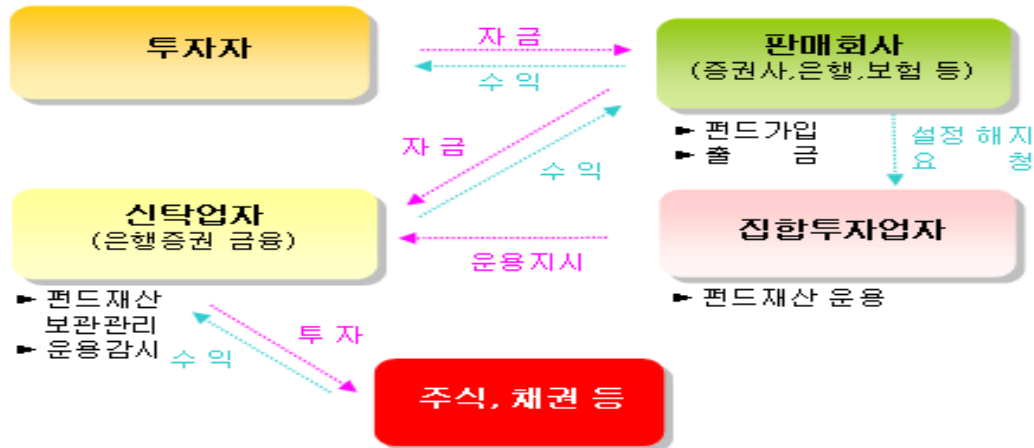 투자자
자 금
수 익
판매회사
(증권사,은행,보험 등)
► 펀드가입
► 출 금
설정 해지
요 청
자 금
수 익
신탁업자
(은행증권 금융)
운용지시
집합투자업자
► 펀드재산
보관관리
► 운용감시
► 펀드재산 운용
투 자
수 익
주식, 채권 등